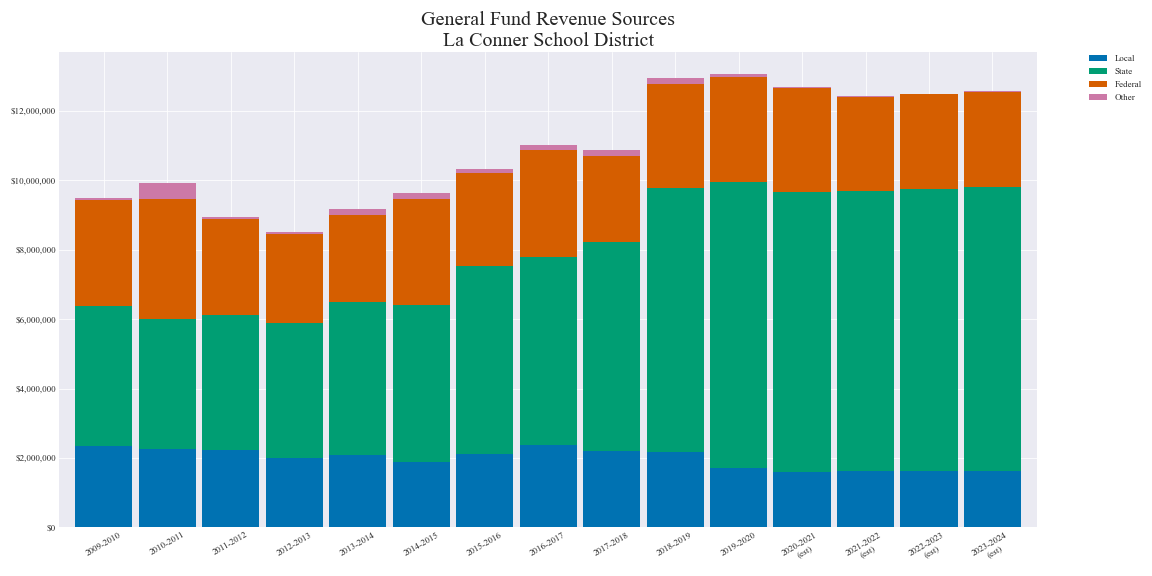 General Fund Revenue Sources
La Conner School District
Local
State
Federal
Other
$12,000,000
$10,000,000
$8,000,000
$6,000,000
$4,000,000
$2,000,000
$0
2009-2010
2010-2011
2011-2012
2012-2013
2013-2014
2014-2015
2015-2016
2016-2017
2017-2018
2018-2019
2019-2020
2020-2021
(est)
2021-2022
(est)
2022-2023
(est)
2023-2024
(est)